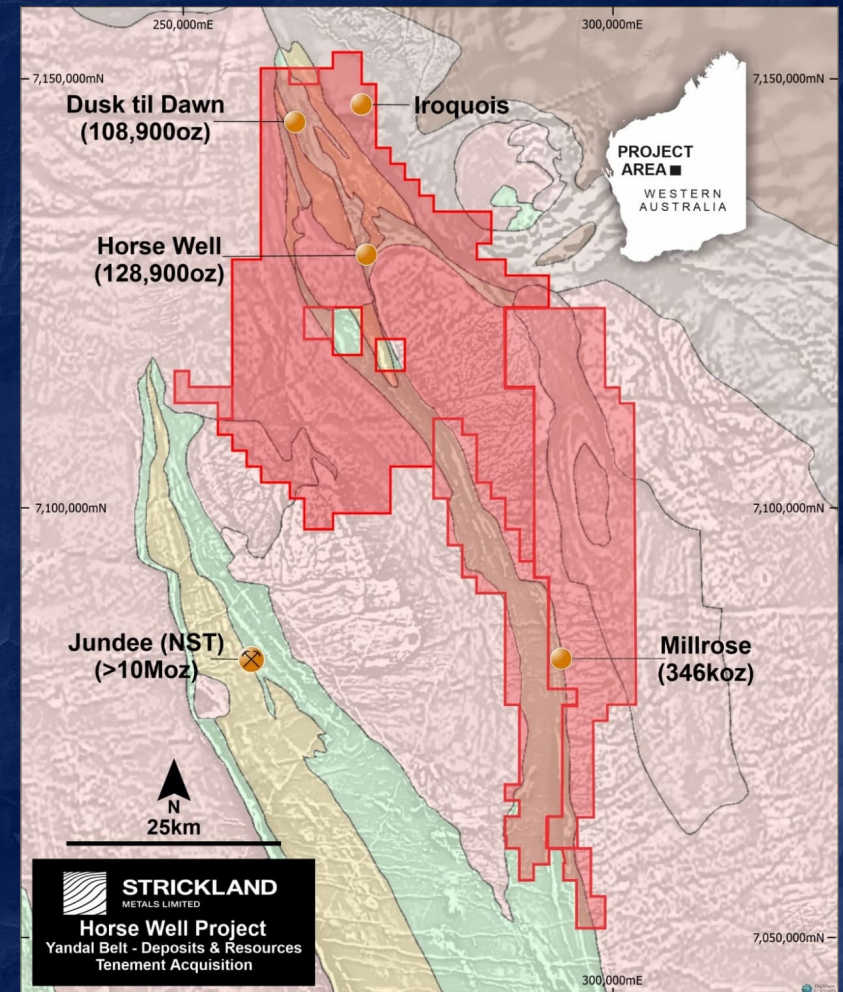 250,000mE
300,000mE
7,150,000mN
7,150,000mN
Dusk til Dawn
(108,900oz)
Iroquois
PROJECT
AREA
WESTERN
AUSTRALIA
Horse Well
(128,900oz)
7,100,000mN
7,100,000mN
Jundee (NST)
(>10Moz)
Millrose
(346koz)
N
25km
STRICKLAND
METALS LIMITED
Horse Well Project
Yandal Belt - Deposits & Resources
Tenement Acquisition
7,050,000mN
300,000mE